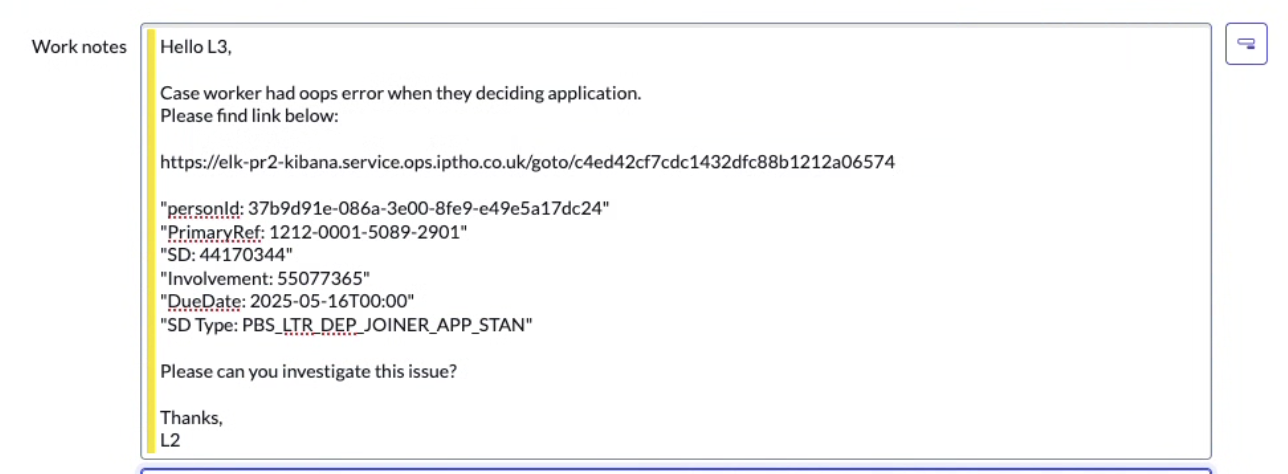 Work notes
Hello L3,
Case worker had oops error when they deciding application.
Please find link below:
https://elk-pr2-kibana.service.ops.iptho.co.uk/goto/c4ed42cf7cdc1432dfc88b1212a06574
"personId: 37b9d91e-086a-3e00-8fe9-e49e5a17dc24"
"PrimaryRef: 1212-0001-5089-2901"
"SD: 44170344"
"Involvement: 55077365"
"DueDate: 2025-05-16T00:00"
"SD Type: PBS_LTR_DEP_JOINER_APP_STAN"
Please can you investigate this issue?
Thanks,
L2